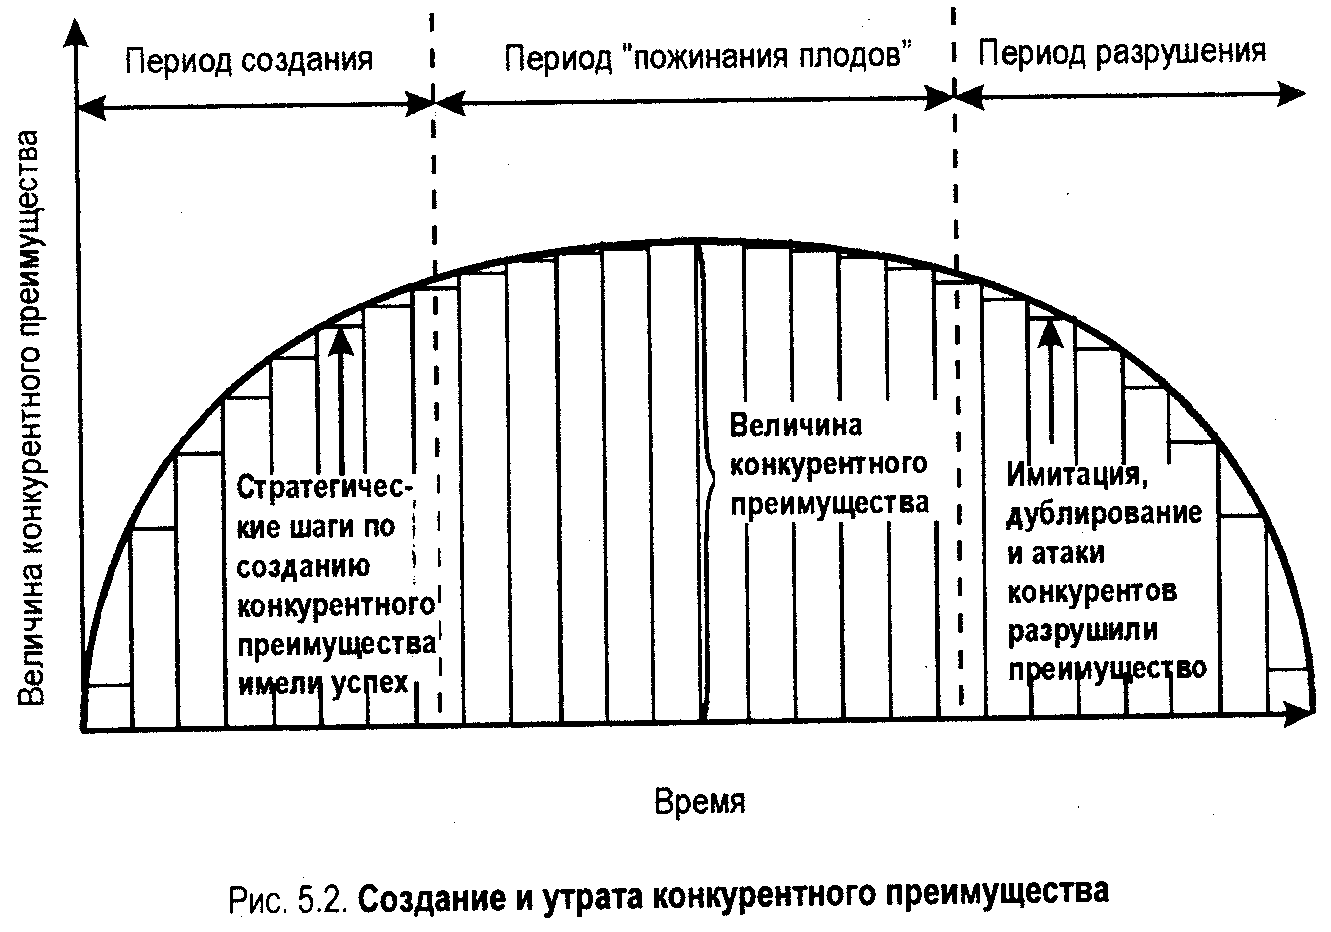 Период создания
Период "пожинания плодов"
Период разрушения
Величина конкурентного преимущества
Стратегичес-
кие шаги по
созданию
конкурентного
преимущества
имели успех
Величина
конкурентного
преимущества
Имитация,
дублирование
и атаки
конкурентов
разрушили
преимущество
Время
Рис. 5.2. Создание и утрата конкурентного преимущества